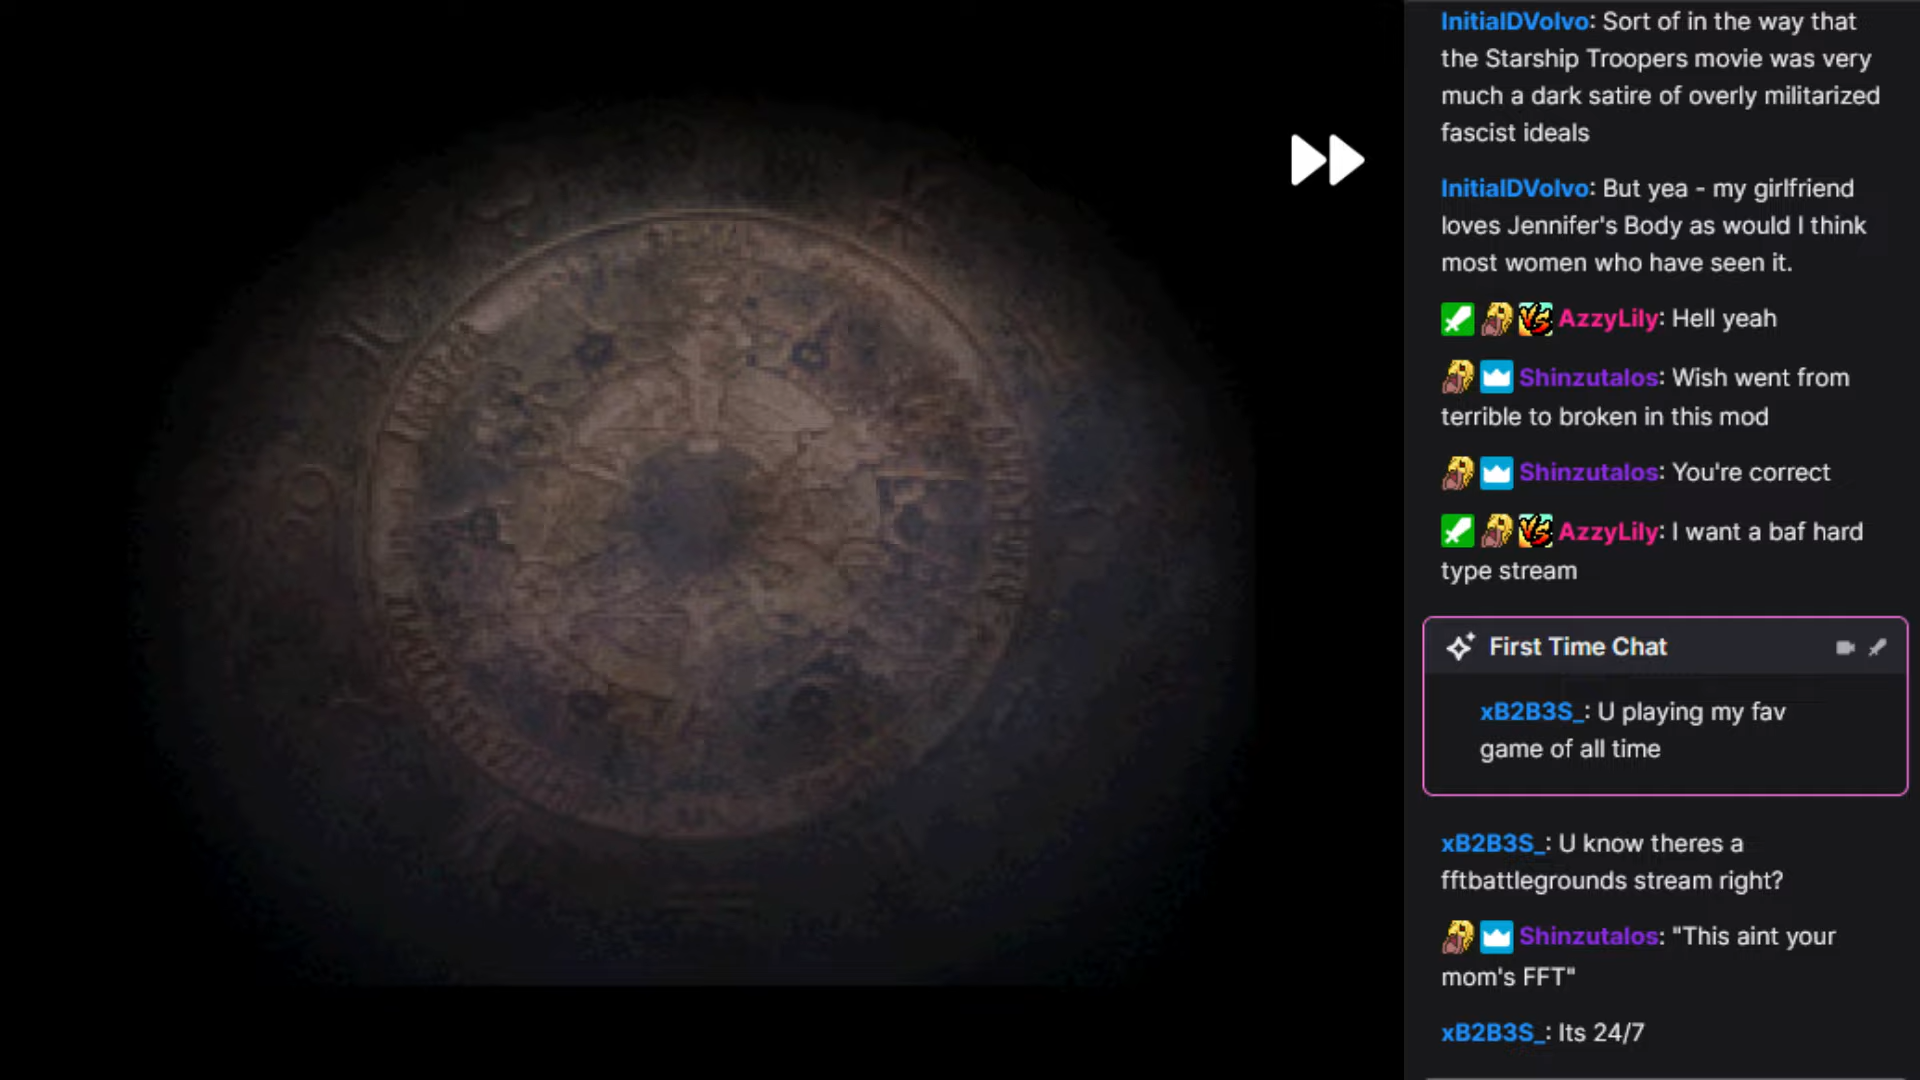 InitialDVolvo: Sort of in the way that
the Starship Troopers movie was very
much a dark satire of overly militarized
fascist ideals
InitialDVolvo: But yea - my girlfriend
loves Jennifer's Body as would I think
most women who have seen it.
AzzyLily: Hell yeah
Shinzutalos: Wish went from
terrible to broken in this mod
Shinzutalos: You're correct
AzzyLily: I want a baf hard
type stream
First Time Chat
xB2B3S_: U playing my fav
game of all time
xB2B3S_: U know theres a
fftbattlegrounds stream right?
Shinzutalos: "This aint your
mom's FFT"
xB2B3S_: Its 24/7